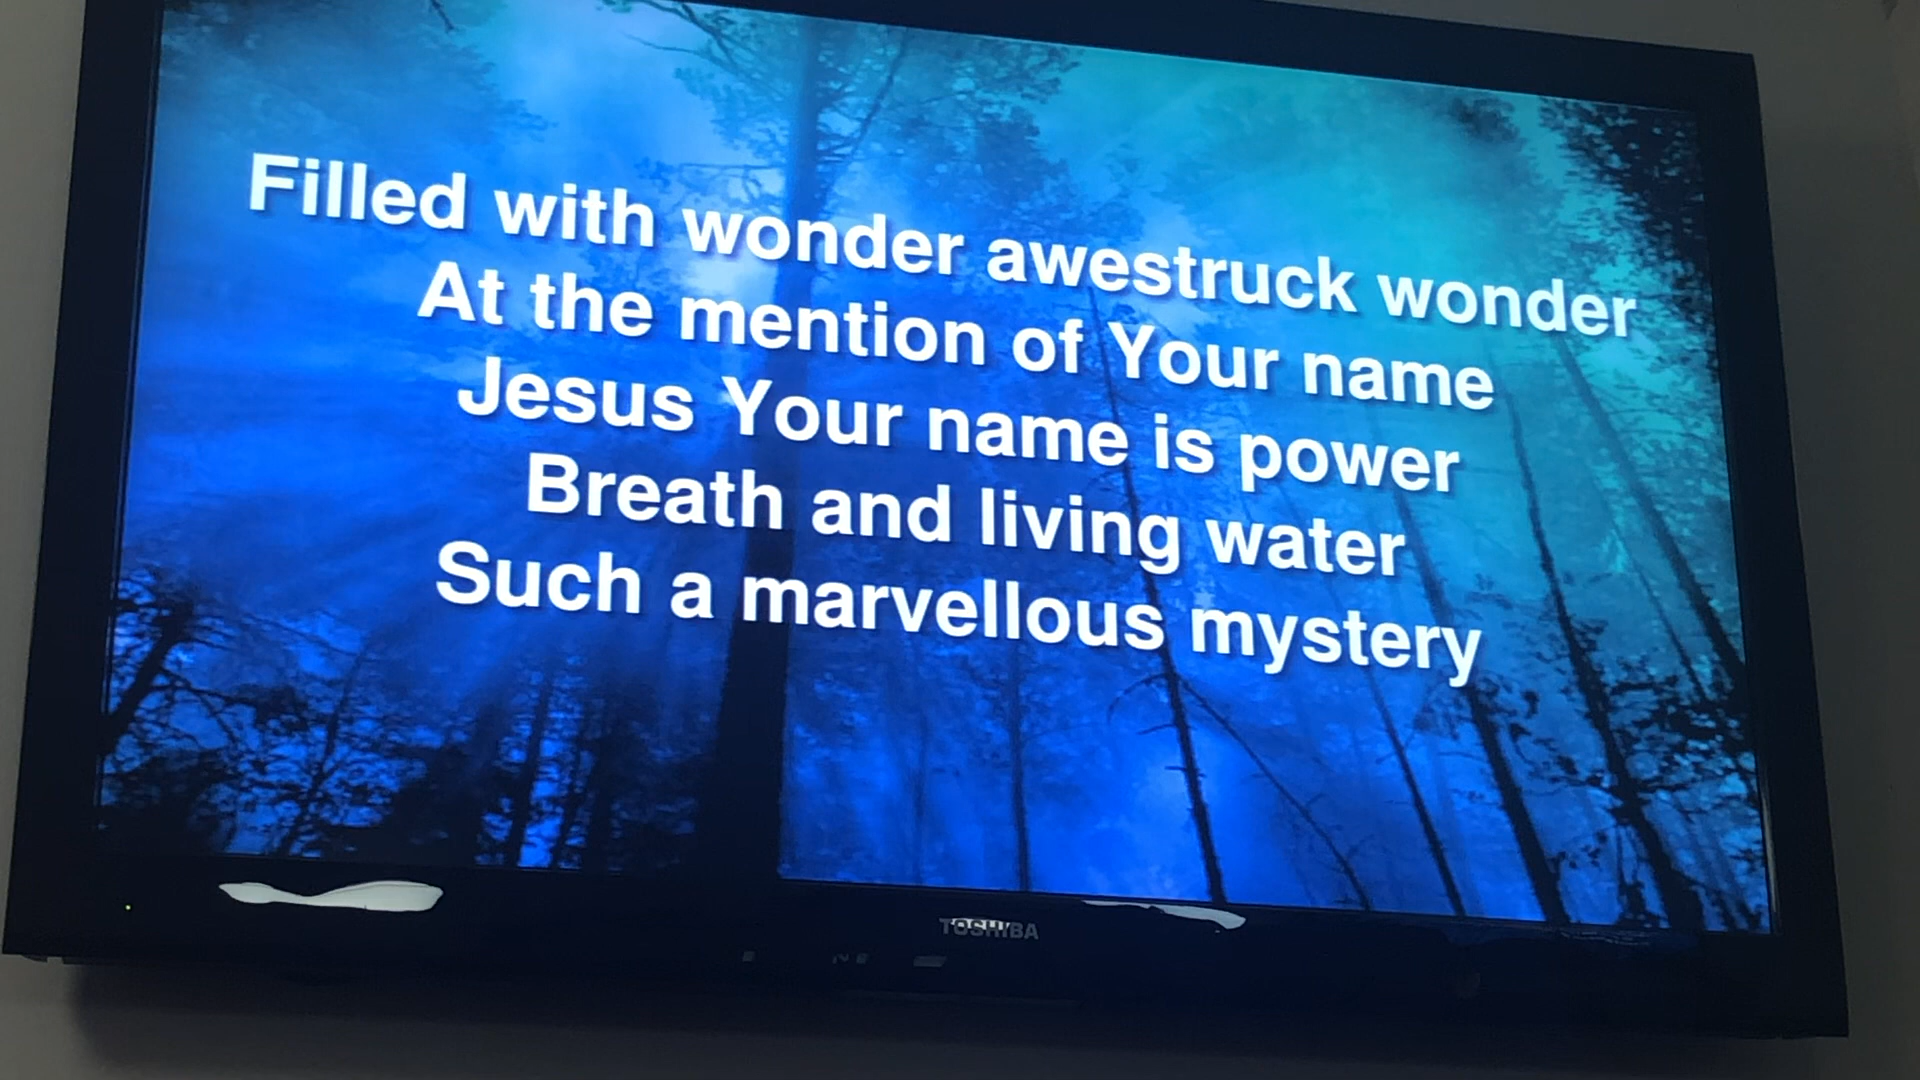 Filled with wonder awestruck wonder
At the mention of Your name
Jesus Your name is power
Breath and living water
Such a marvellous mystery
TOSHIBA